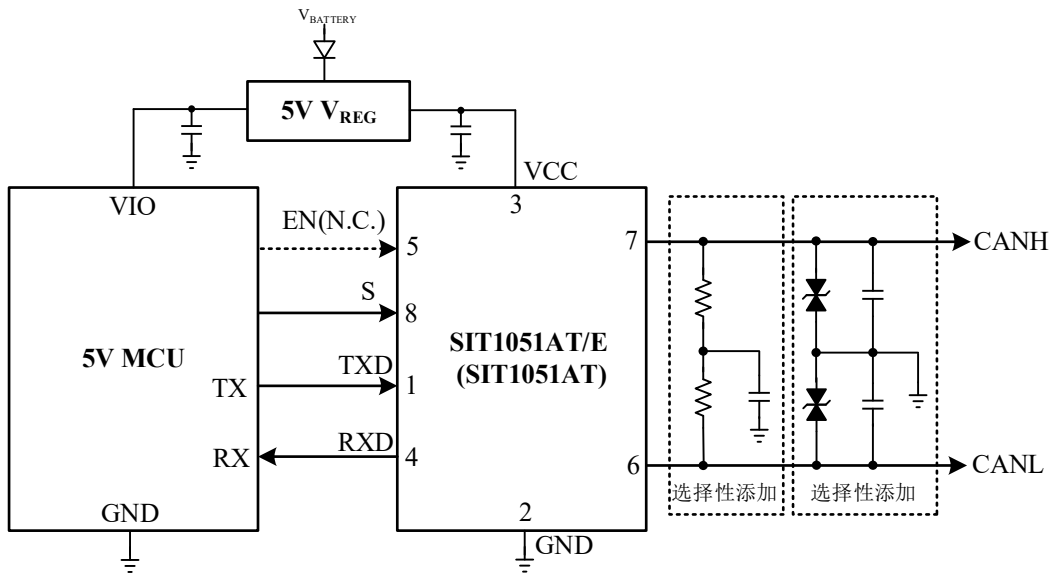 VBATTERY
5V VREG
VCC
VIO
3
EN(N.C.)
5
7
CANH
S
8
5V MCU
SIT1051AT/E
(SIT1051AT)
TX
TXD
1
RX
RXD
4
6
CANL
选择性添加
选择性添加
GND
2
GND